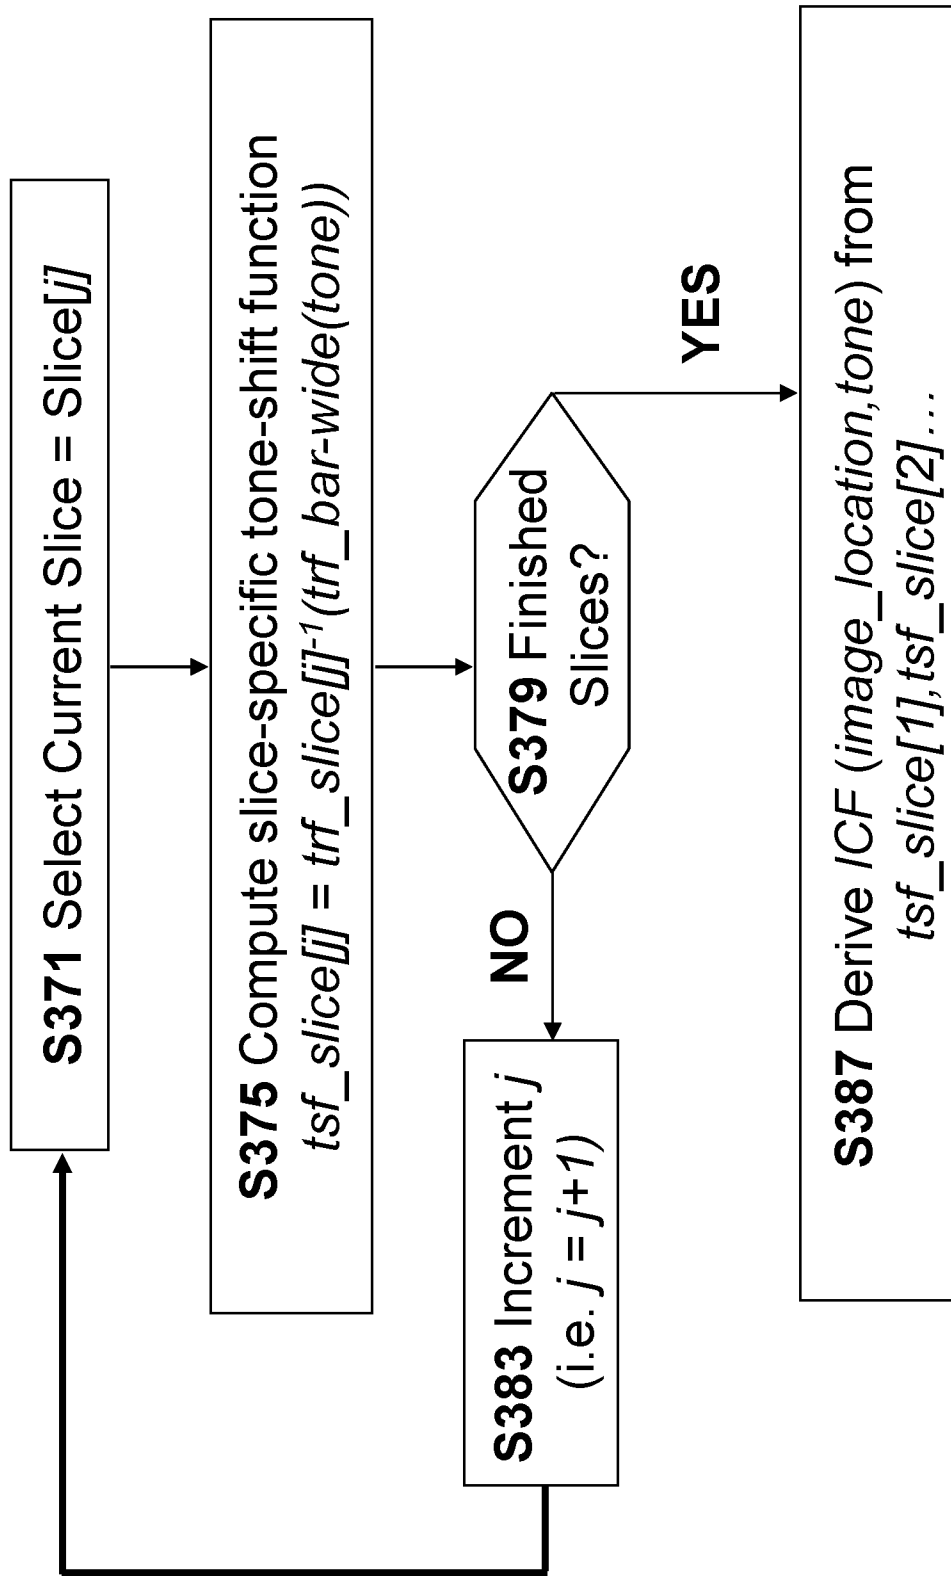 S371 Select Current Slice = Slice[j]
S375 Compute slice-specific tone-shift function
tsf_slice[j] = trf_slice[j]⁻¹(trf_bar-wide(tone))
S379 Finished
Slices?
NO
YES
S383 Increment j
(i.e. j = j+1)
S387 Derive ICF (image_location,tone) from
tsf_slice[1],tsf_slice[2]...